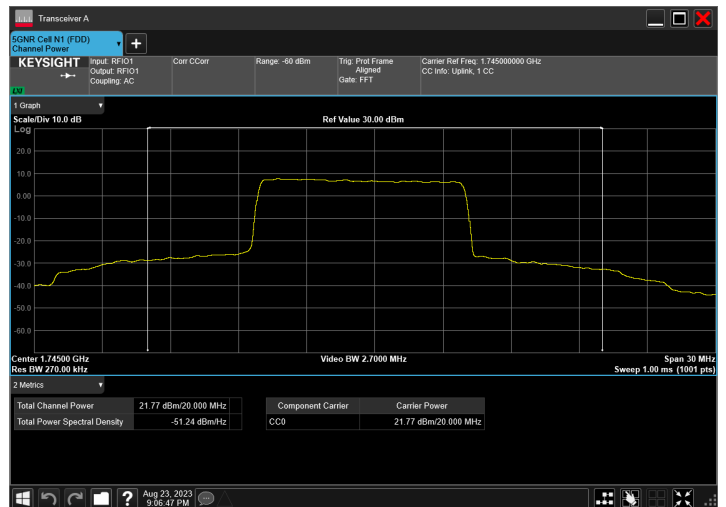 Transceiver A
5GNR Cell N1 (FDD)
Channel Power
KEYSIGHT
LXI
Input: RFIO1
Output: RFIO1
Coupling: AC
Corr CCorr
Range: -60 dBm
Trig: Prot Frame
Aligned
Gate: FFT
Carrier Ref Freq: 1.745000000 GHz
CC Info: Uplink, 1 CC
1 Graph
Scale/Div 10.0 dB
Ref Value 30.00 dBm
Log
20.0
10.0
0.00
-10.0
-20.0
-30.0
-40.0
-50.0
-60.0
Center 1.74500 GHz
Video BW 2.7000 MHz
Span 30 MHz
Res BW 270.00 kHz
Sweep 1.00 ms (1001 pts)
2 Metrics
Total Channel Power 21.77 dBm/20.000 MHz
Total Power Spectral Density -51.24 dBm/Hz
Component Carrier Carrier Power
CC0 21.77 dBm/20.000 MHz
Aug 23, 2023
9:06:47 PM